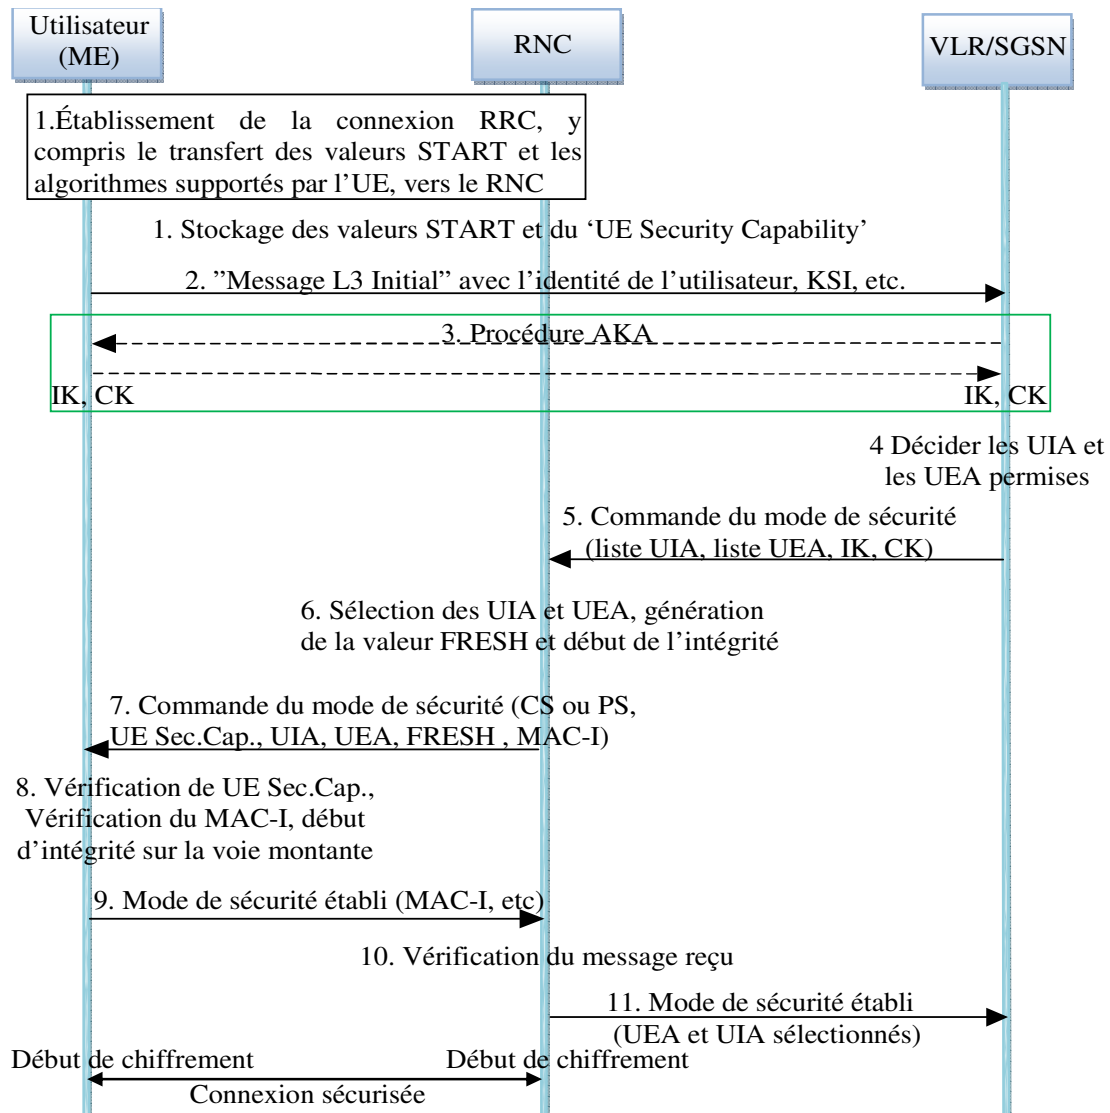 Utilisateur
(ME)
RNC
VLR/SGSN
1.Établissement de la connexion RRC, y
compris le transfert des valeurs START et les
algorithmes supportés par l’UE, vers le RNC
1. Stockage des valeurs START et du ‘UE Security Capability’
2. ”Message L3 Initial” avec l’identité de l’utilisateur, KSI, etc.
3. Procédure AKA
IK, CK
IK, CK
4 Décider les UIA et
les UEA permises
5. Commande du mode de sécurité
(liste UIA, liste UEA, IK, CK)
6. Sélection des UIA et UEA, génération
de la valeur FRESH et début de l’intégrité
7. Commande du mode de sécurité (CS ou PS,
UE Sec.Cap., UIA, UEA, FRESH , MAC-I)
8. Vérification de UE Sec.Cap.,
Vérification du MAC-I, début
d’intégrité sur la voie montante
9. Mode de sécurité établi (MAC-I, etc)
10. Vérification du message reçu
11. Mode de sécurité établi
(UEA et UIA sélectionnés)
Début de chiffrement
Début de chiffrement
Connexion sécurisée